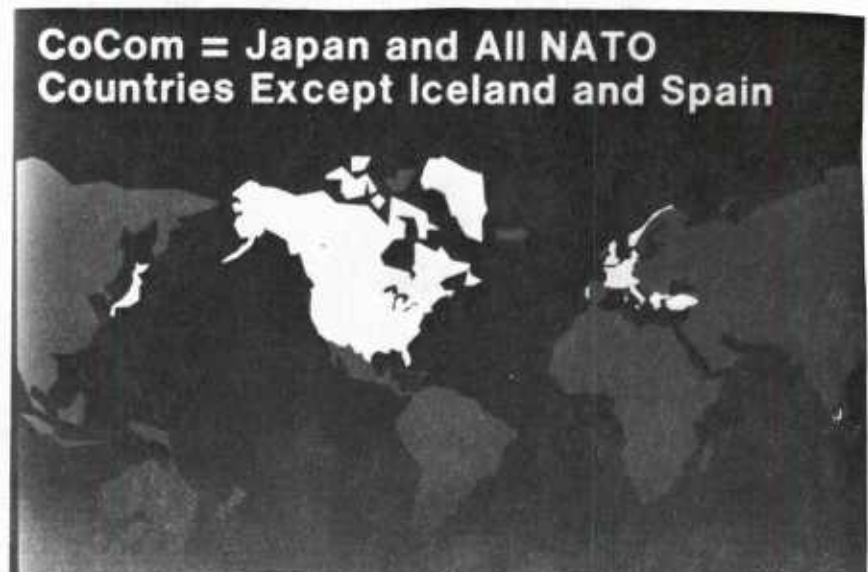 CoCom = Japan and All NATO
Countries Except Iceland and Spain